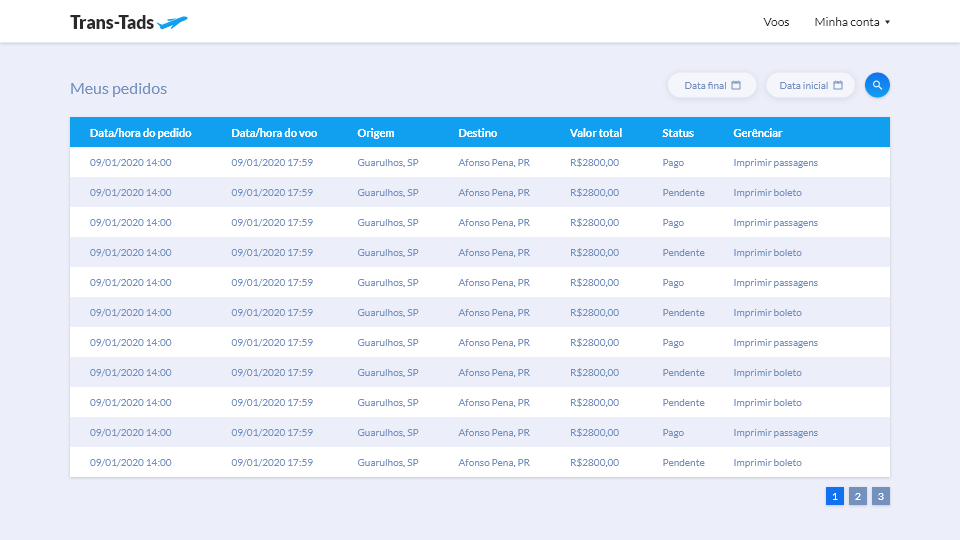 Trans-Tads
Voos Minha conta
Meus pedidos
Data final Data inicial
Data/hora do pedido Data/hora do voo Origem Destino Valor total Status Gerênciar
09/01/2020 14:00 09/01/2020 17:59 Guarulhos, SP Afonso Pena, PR R$2800,00 Pago Imprimir passagens
09/01/2020 14:00 09/01/2020 17:59 Guarulhos, SP Afonso Pena, PR R$2800,00 Pendente Imprimir boleto
09/01/2020 14:00 09/01/2020 17:59 Guarulhos, SP Afonso Pena, PR R$2800,00 Pago Imprimir passagens
09/01/2020 14:00 09/01/2020 17:59 Guarulhos, SP Afonso Pena, PR R$2800,00 Pendente Imprimir boleto
09/01/2020 14:00 09/01/2020 17:59 Guarulhos, SP Afonso Pena, PR R$2800,00 Pago Imprimir passagens
09/01/2020 14:00 09/01/2020 17:59 Guarulhos, SP Afonso Pena, PR R$2800,00 Pendente Imprimir boleto
09/01/2020 14:00 09/01/2020 17:59 Guarulhos, SP Afonso Pena, PR R$2800,00 Pago Imprimir passagens
09/01/2020 14:00 09/01/2020 17:59 Guarulhos, SP Afonso Pena, PR R$2800,00 Pendente Imprimir boleto
09/01/2020 14:00 09/01/2020 17:59 Guarulhos, SP Afonso Pena, PR R$2800,00 Pendente Imprimir boleto
09/01/2020 14:00 09/01/2020 17:59 Guarulhos, SP Afonso Pena, PR R$2800,00 Pago Imprimir passagens
09/01/2020 14:00 09/01/2020 17:59 Guarulhos, SP Afonso Pena, PR R$2800,00 Pendente Imprimir boleto
1 2 3